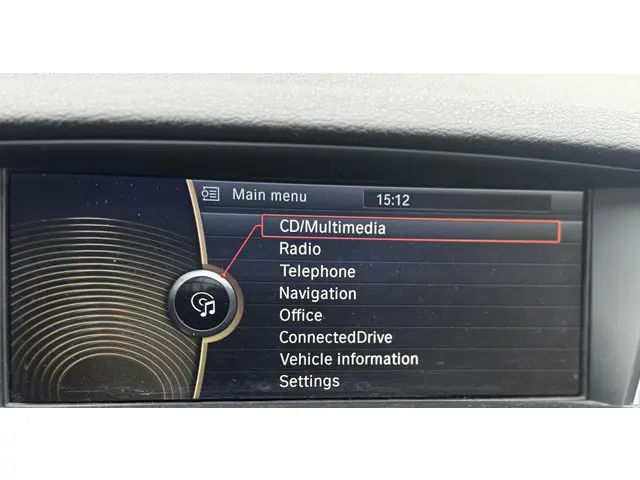 Main menu 15:12
CD/Multimedia
Radio
Telephone
Navigation
Office
ConnectedDrive
Vehicle information
Settings